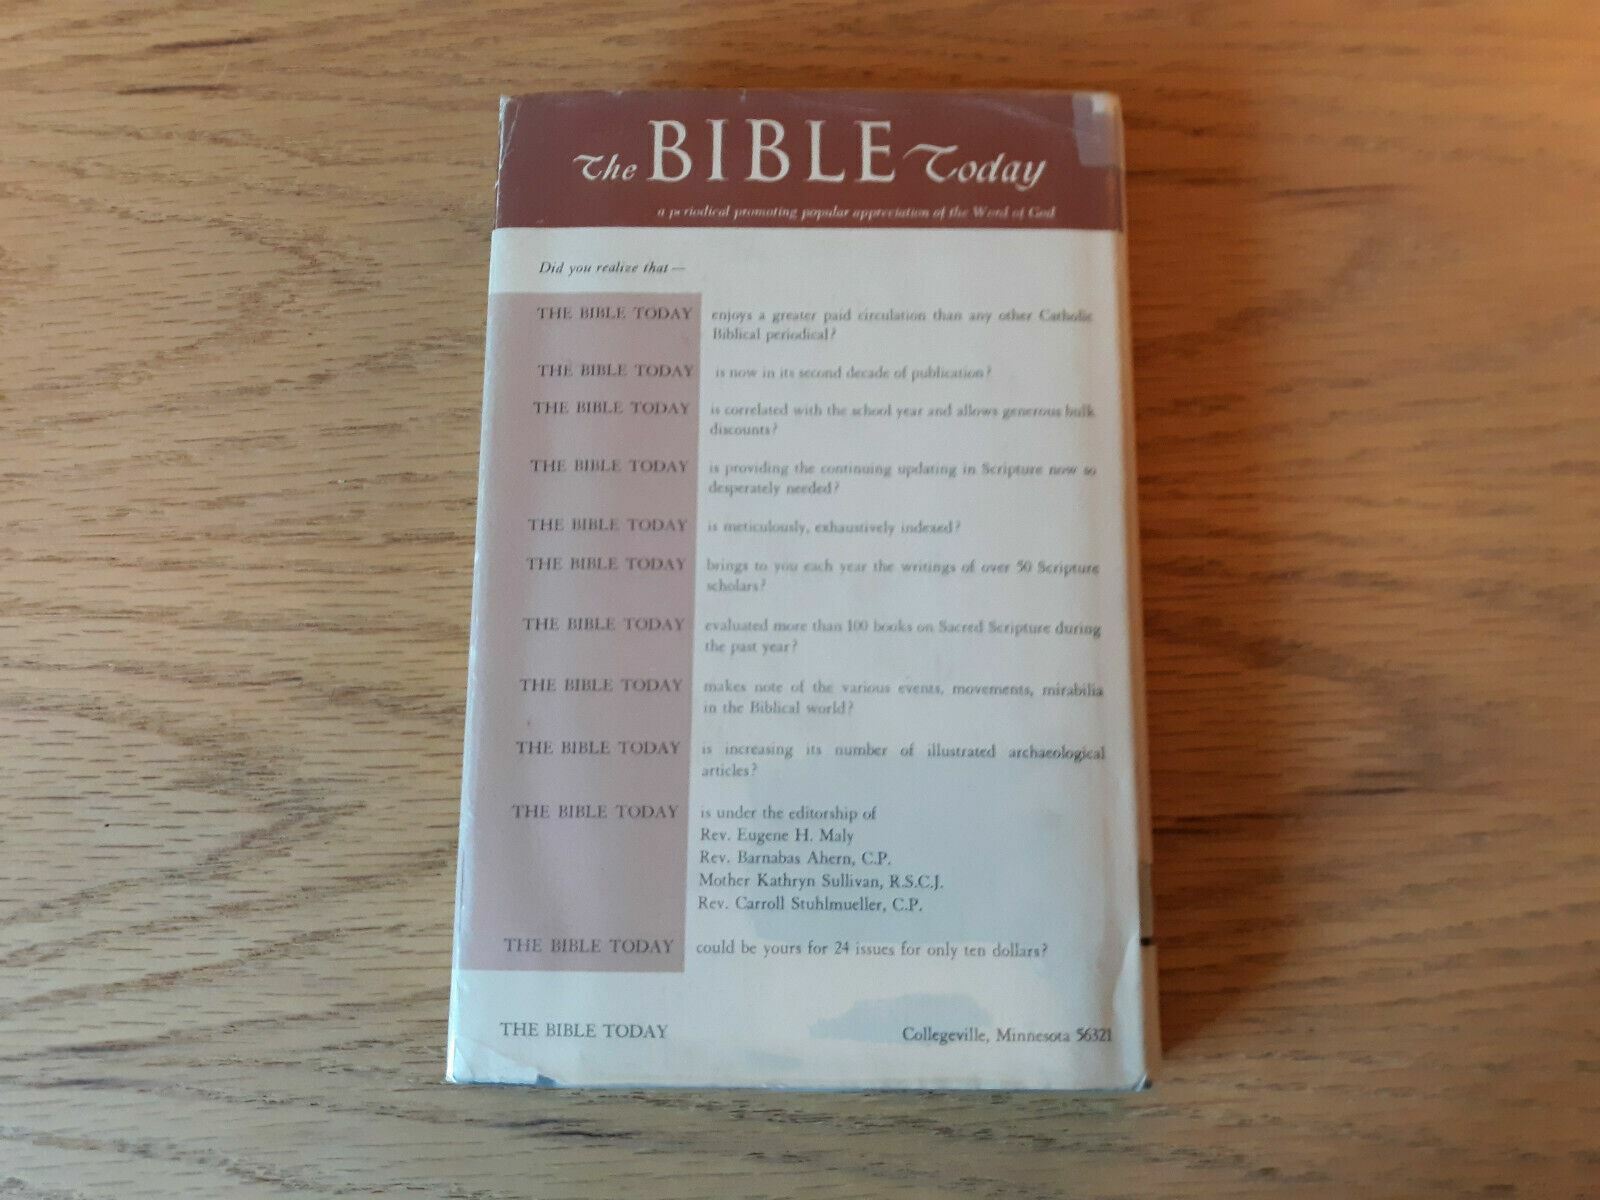 The BIBLE Today
a periodical promoting popular appreciation of the Word of God
Did you realize that —
THE BIBLE TODAY enjoys a greater paid circulation than any other Catholic
Biblical periodical?
THE BIBLE TODAY is now in its second decade of publication?
THE BIBLE TODAY is correlated with the school year and allows generous bulk
discounts?
THE BIBLE TODAY is providing the continuing updating in Scripture now so
desperately needed?
THE BIBLE TODAY is meticulously, exhaustively indexed?
THE BIBLE TODAY brings to you each year the writings of over 50 Scripture
scholars?
THE BIBLE TODAY evaluated more than 100 books on Sacred Scripture during
the past year?
THE BIBLE TODAY makes note of the various events, movements, mirabilia
in the Biblical world?
THE BIBLE TODAY is increasing its number of illustrated archaeological
articles?
THE BIBLE TODAY is under the editorship of
Rev. Eugene H. Maly
Rev. Barnabas Ahern, C.P.
Mother Kathryn Sullivan, R.S.C.J.
Rev. Carroll Stuhlmueller, C.P.
THE BIBLE TODAY could be yours for 24 issues for only ten dollars?
THE BIBLE TODAY Collegeville, Minnesota 56321